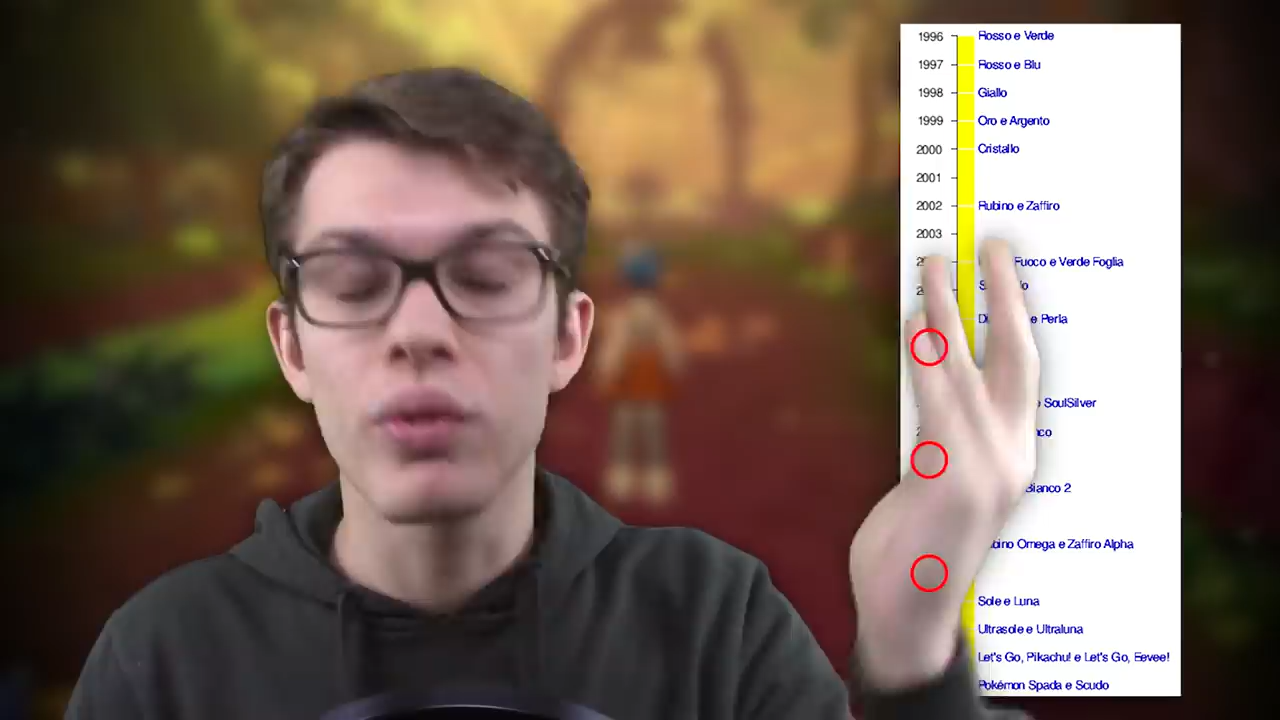 1996 Rosso e Verde
1997 Rosso e Blu
1998 Giallo
1999 Oro e Argento
2000 Cristallo
2001
2002 Rubino e Zaffiro
2003
Fuoco e Verde Foglia
e Perla
e SoulSilver
Bianco 2
Omega e Zaffiro Alpha
Sole e Luna
Ultrasole e Ultraluna
Let's Go, Pikachu! e Let's Go, Eevee!
Pokémon Spada e Scudo